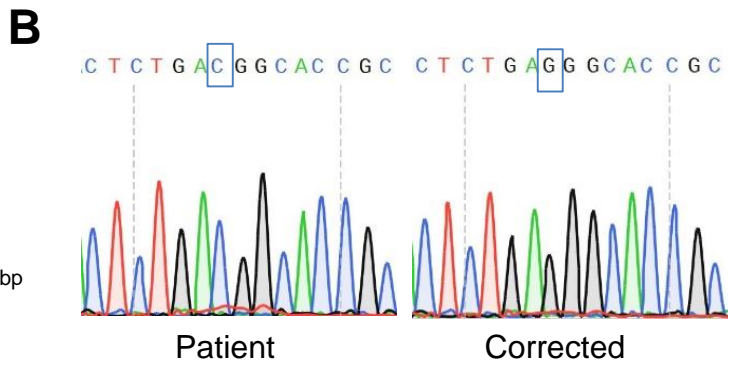 B
C T C T G A C G G C A C C G C
C T C T G A G G G C A C C G C
bp
Patient
Corrected